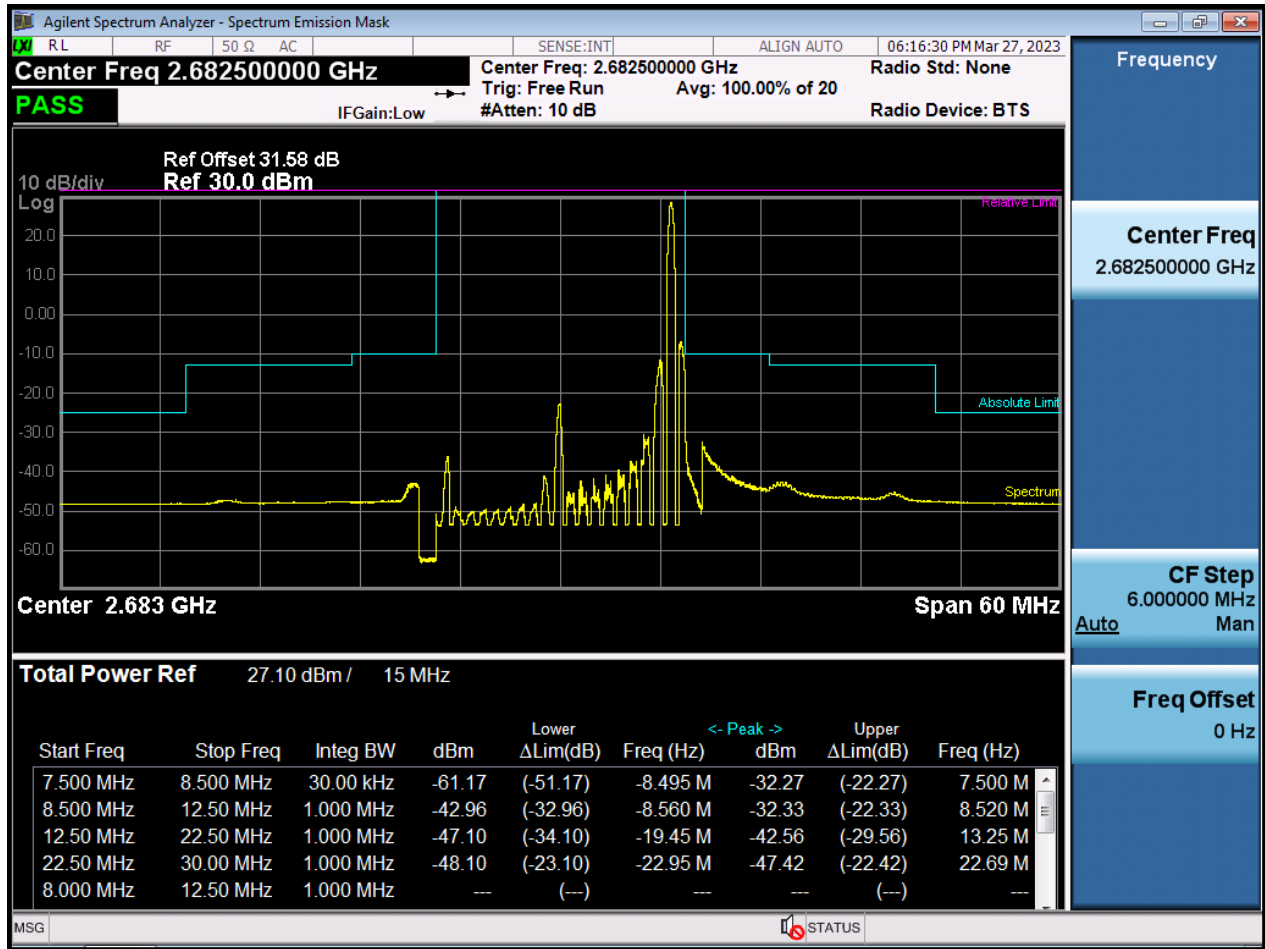 Agilent Spectrum Analyzer - Spectrum Emission Mask
LXI RL RF 50 Ω AC SENSE:INT ALIGN AUTO 06:16:30 PM Mar 27, 2023
Center Freq 2.682500000 GHz
PASS
IFGain:Low
Center Freq: 2.682500000 GHz
Trig: Free Run Avg: 100.00% of 20
#Atten: 10 dB
Radio Std: None
Radio Device: BTS
Ref Offset 31.58 dB
10 dB/div Ref 30.0 dBm
Log
Relative Limit
20.0
10.0
0.00
-10.0
-20.0
Absolute Limit
-30.0
-40.0
Spectrum
-50.0
-60.0
Center 2.683 GHz Span 60 MHz
Total Power Ref 27.10 dBm / 15 MHz
Lower <- Peak -> Upper
Start Freq Stop Freq Integ BW dBm ΔLim(dB) Freq (Hz) dBm ΔLim(dB) Freq (Hz)
7.500 MHz 8.500 MHz 30.00 kHz -61.17 (-51.17) -8.495 M -32.27 (-22.27) 7.500 M
8.500 MHz 12.50 MHz 1.000 MHz -42.96 (-32.96) -8.560 M -32.33 (-22.33) 8.520 M
12.50 MHz 22.50 MHz 1.000 MHz -47.10 (-34.10) -19.45 M -42.56 (-29.56) 13.25 M
22.50 MHz 30.00 MHz 1.000 MHz -48.10 (-23.10) -22.95 M -47.42 (-22.42) 22.69 M
8.000 MHz 12.50 MHz 1.000 MHz --- (---) --- --- (---) ---
MSG STATUS
Frequency
Center Freq
2.682500000 GHz
CF Step
6.000000 MHz
Auto Man
Freq Offset
0 Hz